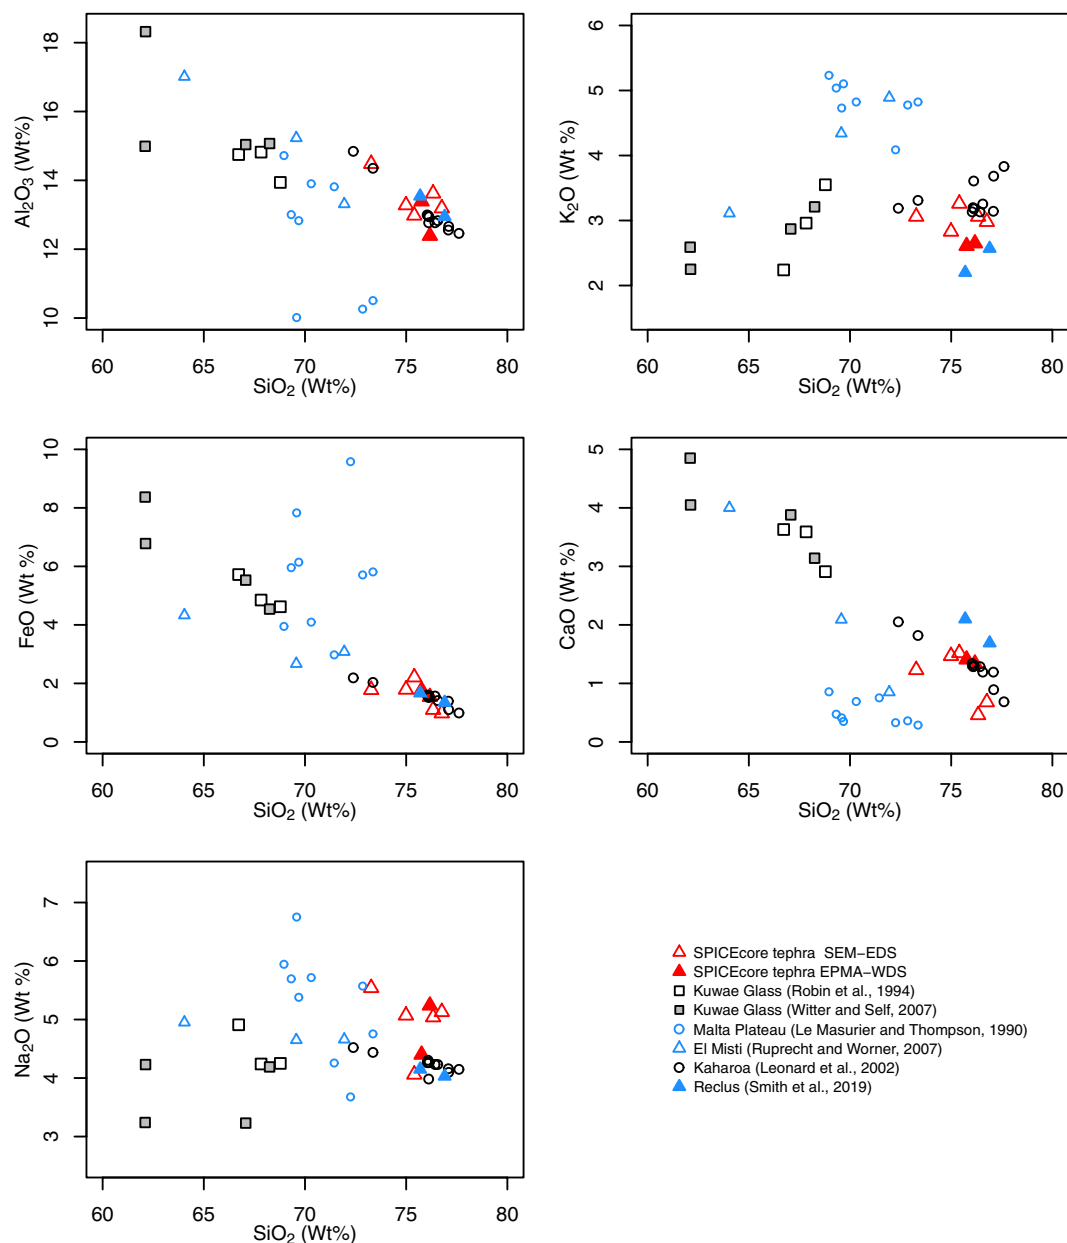 Al₂O₃ (Wt%)
18
16
14
12
10
60 65 70 75 80
SiO₂ (Wt%)
K₂O (Wt %)
6
5
4
3
2
60 65 70 75 80
SiO₂ (Wt%)
FeO (Wt %)
10
8
6
4
2
0
60 65 70 75 80
SiO₂ (Wt%)
CaO (Wt %)
5
4
3
2
1
0
60 65 70 75 80
SiO₂ (Wt%)
Na₂O (Wt %)
7
6
5
4
3
60 65 70 75 80
SiO₂ (Wt%)
SPICEcore tephra SEM−EDS
SPICEcore tephra EPMA−WDS
Kuwae Glass (Robin et al., 1994)
Kuwae Glass (Witter and Self, 2007)
Malta Plateau (Le Masurier and Thompson, 1990)
El Misti (Ruprecht and Worner, 2007)
Kaharoa (Leonard et al., 2002)
Reclus (Smith et al., 2019)